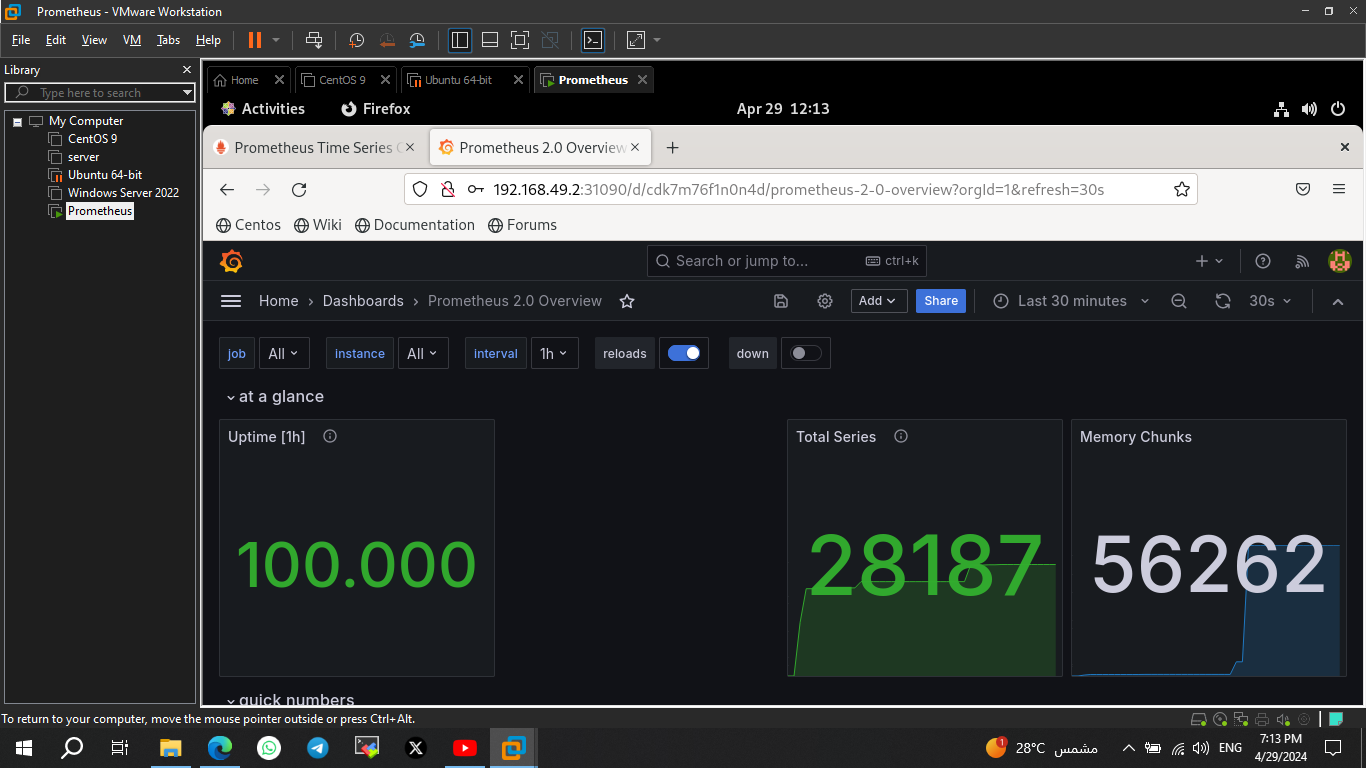 Prometheus - VMware Workstation
File Edit View VM Tabs Help
Library
Type here to search
My Computer
CentOS 9
server
Ubuntu 64-bit
Windows Server 2022
Prometheus
Home CentOS 9 Ubuntu 64-bit Prometheus
Activities Firefox Apr 29 12:13
Prometheus Time Series Prometheus 2.0 Overview
192.168.49.2:31090/d/cdk7m76f1n0n4d/prometheus-2-0-overview?orgId=1&refresh=30s
Centos Wiki Documentation Forums
Search or jump to... ctrl+k
Home › Dashboards › Prometheus 2.0 Overview Add Share Last 30 minutes 30s
job All instance All interval 1h reloads down
at a glance
Uptime [1h] Total Series Memory Chunks
100.000 28187 56262
quick numbers
To return to your computer, move the mouse pointer outside or press Ctrl+Alt.
1 28°C مشمس ENG 7:13 PM
4/29/2024